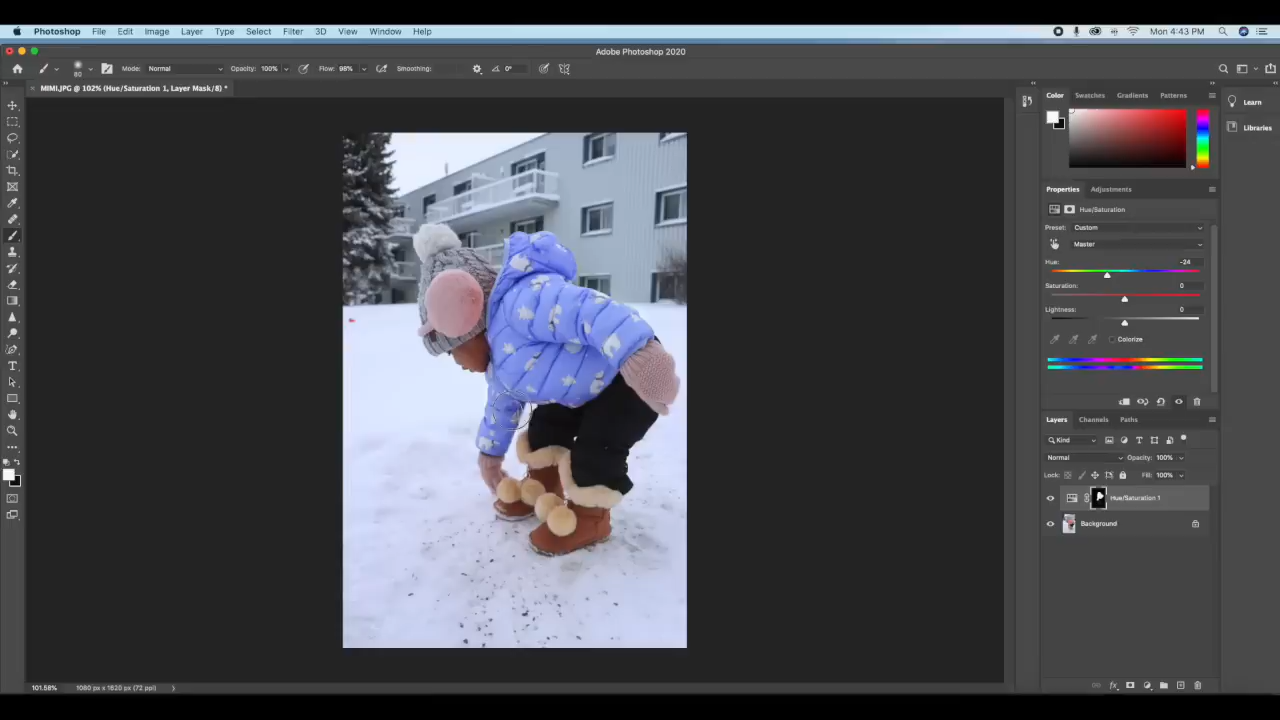 Photoshop File Edit Image Layer Type Select Filter 3D View Window Help Mon 4:43 PM
Adobe Photoshop 2020
80 Mode: Normal Opacity: 100% Flow: 98% Smoothing: 0°
MIMI.JPG @ 102% (Hue/Saturation 1, Layer Mask/8) *
Color Swatches Gradients Patterns
Learn
Libraries
Properties Adjustments
Hue/Saturation
Preset: Custom
Master
Hue: -24
Saturation: 0
Lightness: 0
Colorize
Layers Channels Paths
Kind
Normal Opacity: 100%
Lock: Fill: 100%
Hue/Saturation 1
Background
101.58% 1080 px x 1620 px (72 ppi)